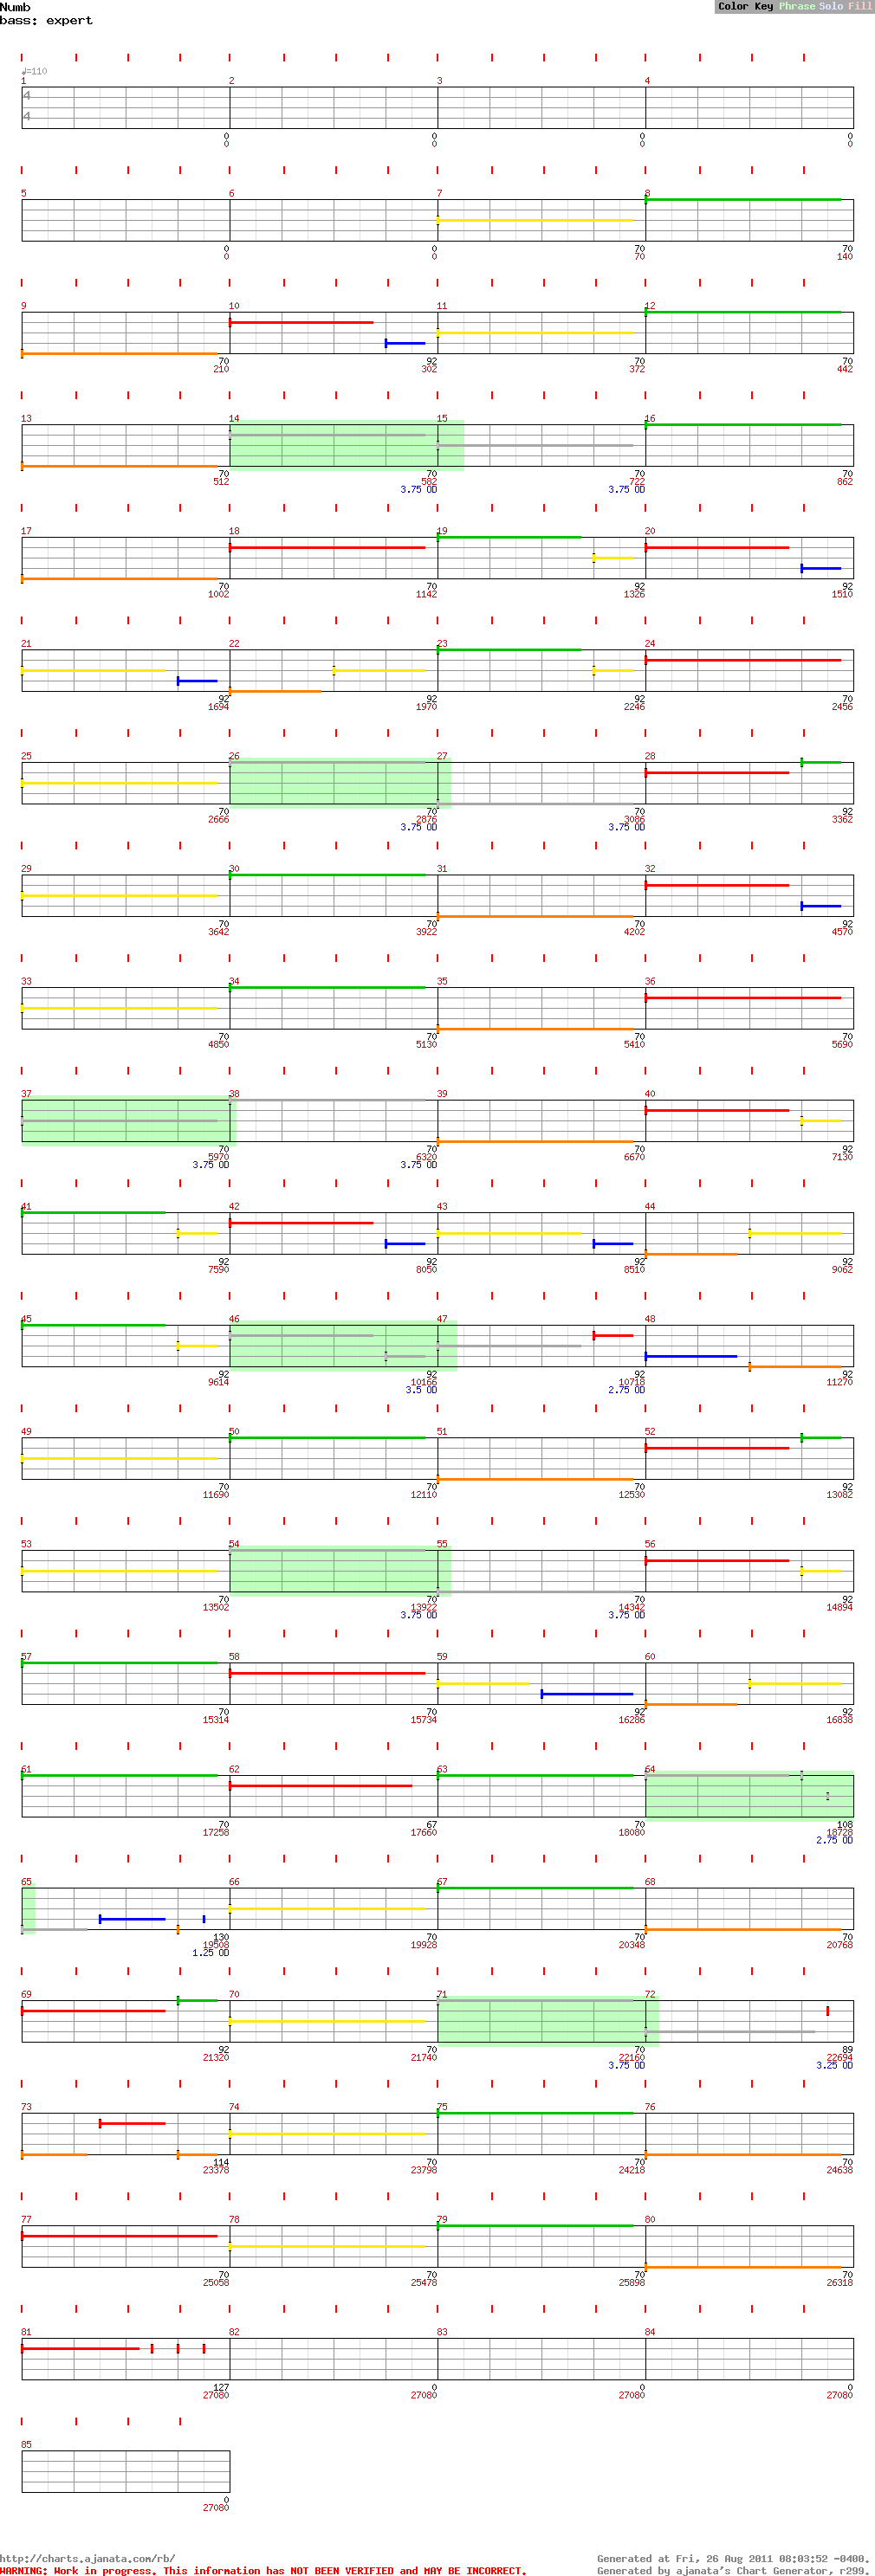 Numb
Color Key Phrase Solo Fill
bass: expert
♩=110
1 2 3 4
4
4
0 0 0 0
0 0 0 0
5 6 7 8
0 0 70 70
0 0 70 140
9 10 11 12
70 92 70 70
210 302 372 442
13 14 15 16
70 70 70 70
512 582 722 862
3.75 OD 3.75 OD
17 18 19 20
70 70 92 92
1002 1142 1326 1510
21 22 23 24
92 92 92 70
1694 1970 2246 2456
25 26 27 28
70 70 70 92
2666 2876 3086 3362
3.75 OD 3.75 OD
29 30 31 32
70 70 70 92
3642 3922 4202 4570
33 34 35 36
70 70 70 70
4850 5130 5410 5690
37 38 39 40
70 70 70 92
5970 6320 6670 7130
3.75 OD 3.75 OD
41 42 43 44
92 92 92 92
7590 8050 8510 9062
45 46 47 48
92 92 92 92
9614 10166 10718 11270
3.5 OD 2.75 OD
49 50 51 52
70 70 70 92
11690 12110 12530 13082
53 54 55 56
70 70 70 92
13502 13922 14342 14894
3.75 OD 3.75 OD
57 58 59 60
70 70 92 92
15314 15734 16286 16838
61 62 63 64
70 67 70 108
17258 17660 18080 18728
2.75 OD
65 66 67 68
130 70 70 70
19508 19928 20348 20768
1.25 OD
69 70 71 72
92 70 70 89
21320 21740 22160 22694
3.75 OD 3.25 OD
73 74 75 76
114 70 70 70
23378 23798 24218 24638
77 78 79 80
70 70 70 70
25058 25478 25898 26318
81 82 83 84
127 0 0 0
27080 27080 27080 27080
85
0
27080
http://charts.ajanata.com/rb/
Generated at Fri, 26 Aug 2011 08:03:52 -0400.
WARNING: Work in progress. This information has NOT BEEN VERIFIED and MAY BE INCORRECT.
Generated by ajanata's Chart Generator, r299.